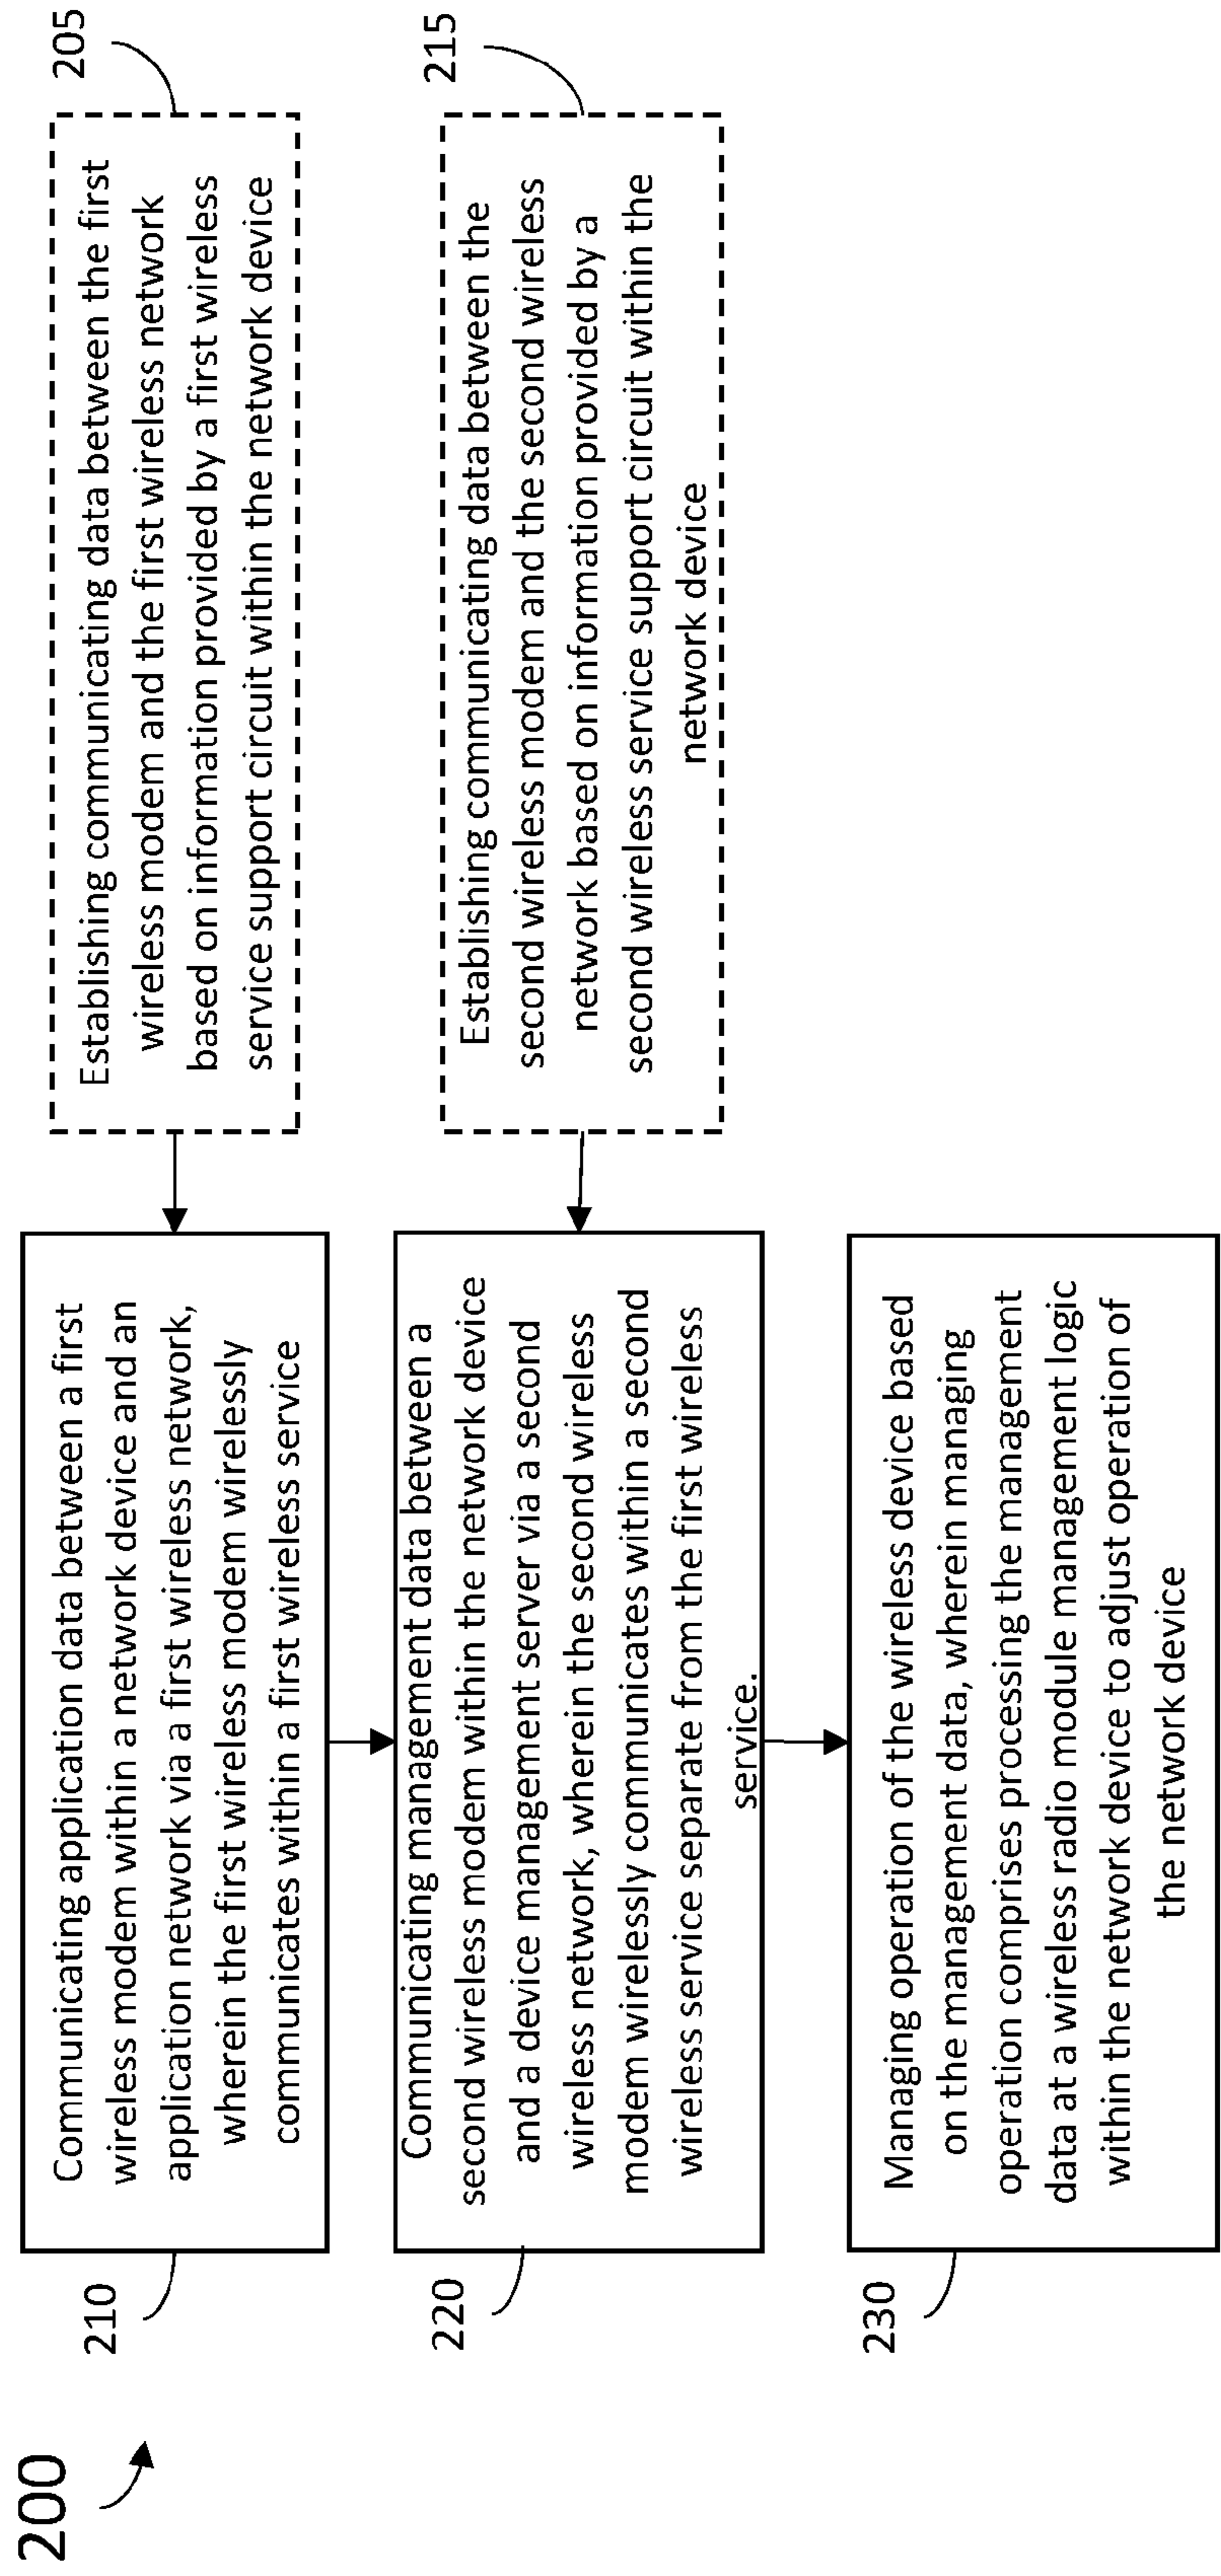 200
210
Communicating application data between a first
wireless modem within a network device and an
application network via a first wireless network,
wherein the first wireless modem wirelessly
communicates within a first wireless service
205
Establishing communicating data between the first
wireless modem and the first wireless network
based on information provided by a first wireless
service support circuit within the network device
220
Communicating management data between a
second wireless modem within the network device
and a device management server via a second
wireless network, wherein the second wireless
modem wirelessly communicates within a second
wireless service separate from the first wireless
service.
215
Establishing communicating data between the
second wireless modem and the second wireless
network based on information provided by a
second wireless service support circuit within the
network device
230
Managing operation of the wireless device based
on the management data, wherein managing
operation comprises processing the management
data at a wireless radio module management logic
within the network device to adjust operation of
the network device